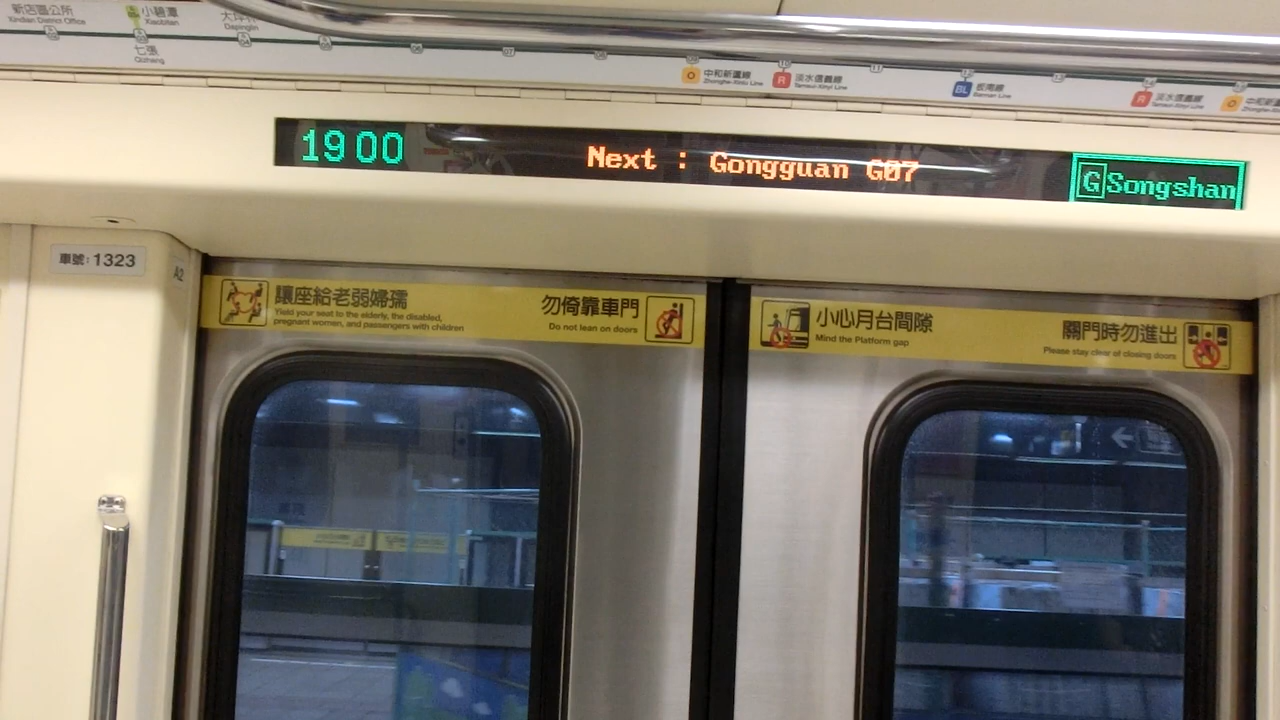 新店區公所
Xindian District Office
小碧潭
Xiaobitan
七張
Qizhang
大坪林
Dapinglin
O 中和新蘆線
Zhonghe-Xinlu Line
R 淡水信義線
Tamsui-Xinyi Line
BL 板南線
Bannan Line
R 淡水信義線
Tamsui-Xinyi Line
O
19 00
Next : Gongguan G07
G Songshan
車號:1323
A2
讓座給老弱婦孺
Yield your seat to the elderly, the disabled,
pregnant women, and passengers with children
勿倚靠車門
Do not lean on doors
小心月台間隙
Mind the Platform gap
關門時勿進出
Please stay clear of closing doors